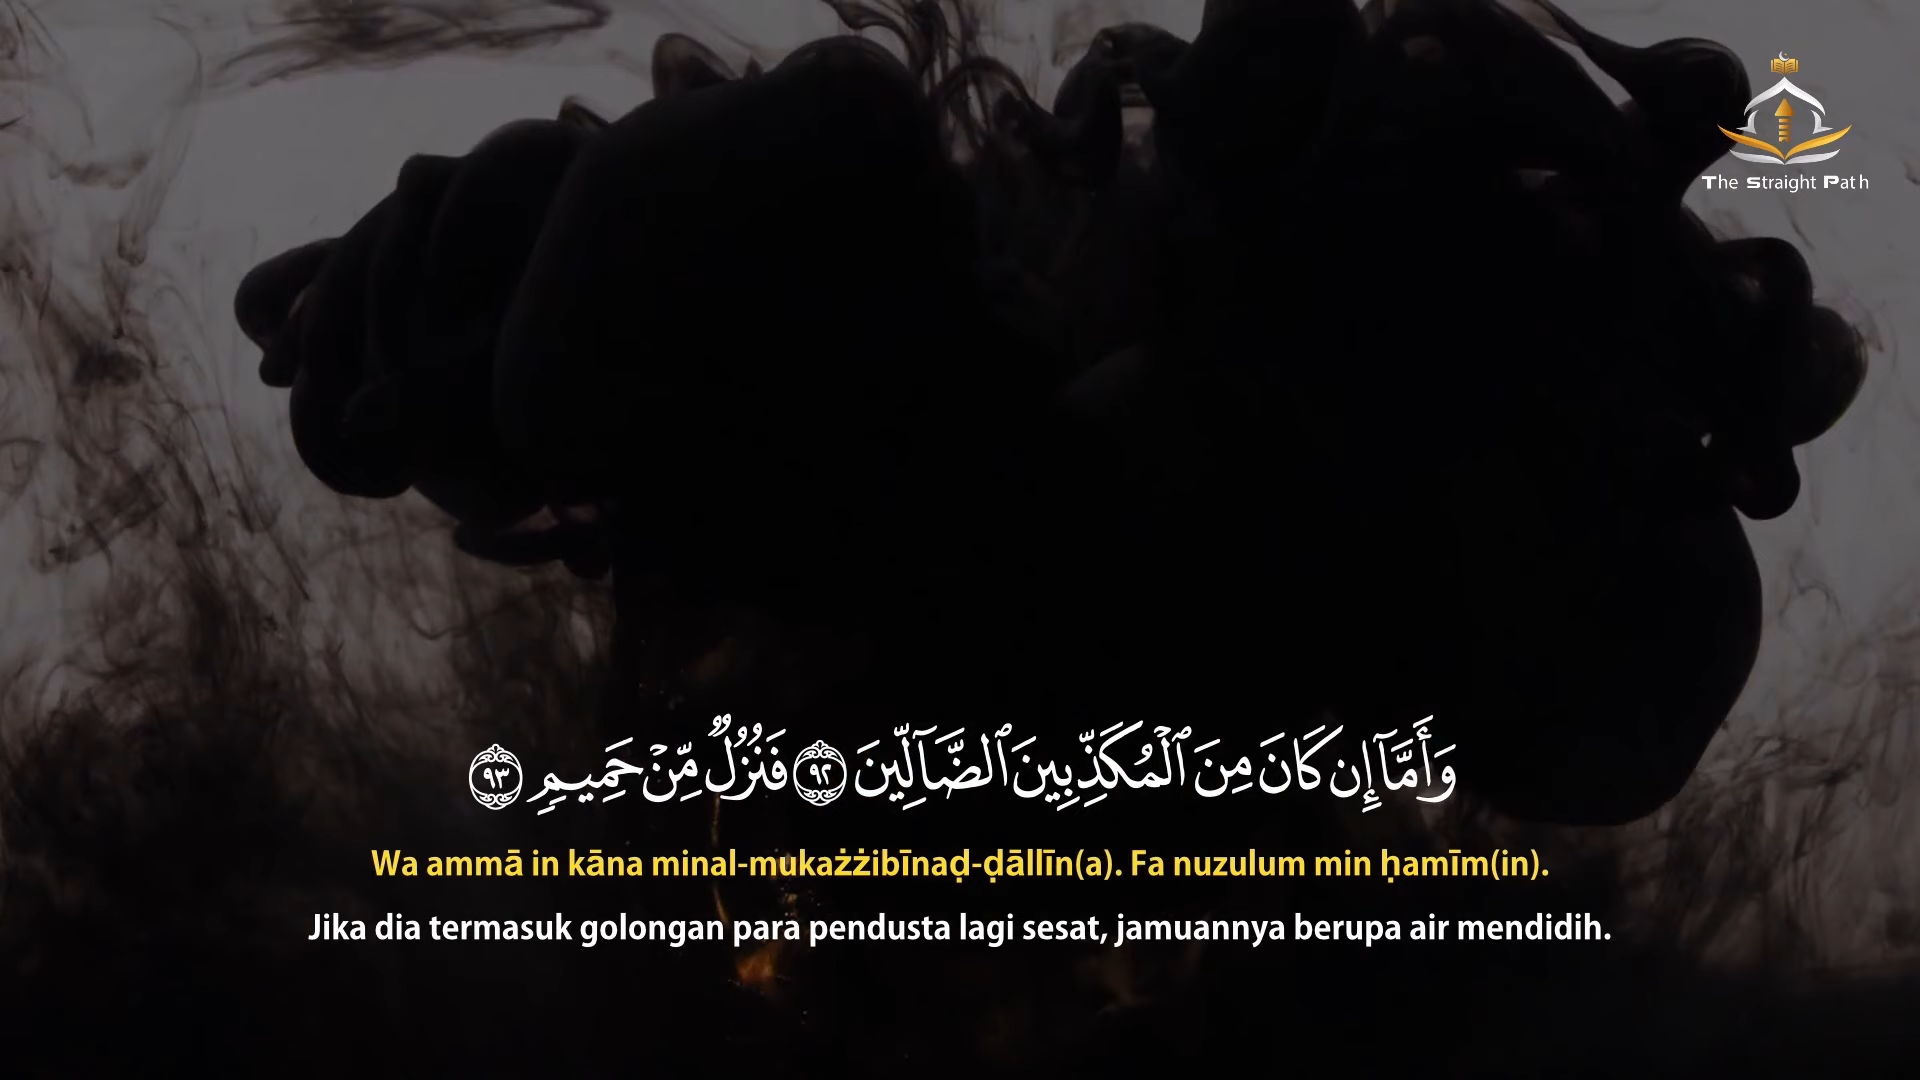 The Straight Path
وَأَمَّآ إِن كَانَ مِنَ ٱلْمُكَذِّبِينَ ٱلضَّآلِّينَ ٩٢ فَنُزُلٌ مِّنْ حَمِيمٍ ٩٣
Wa ammā in kāna minal-mukażżibīnaḍ-ḍāllīn(a). Fa nuzulum min ḥamīm(in).
Jika dia termasuk golongan para pendusta lagi sesat, jamuannya berupa air mendidih.